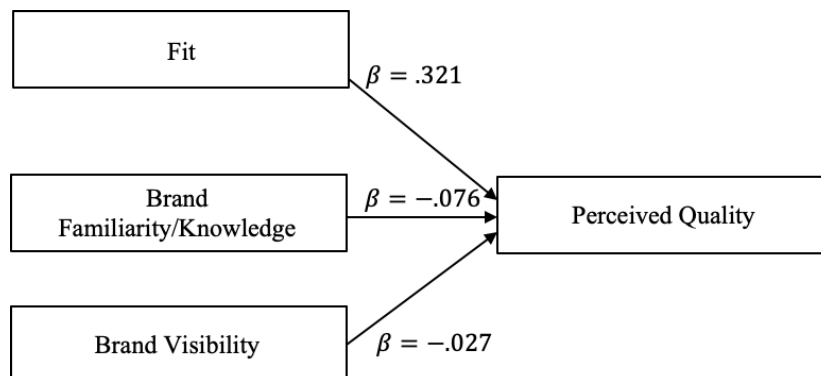 Fit
β = .321
Brand
Familiarity/Knowledge
β = −.076
Perceived Quality
Brand Visibility
β = −.027